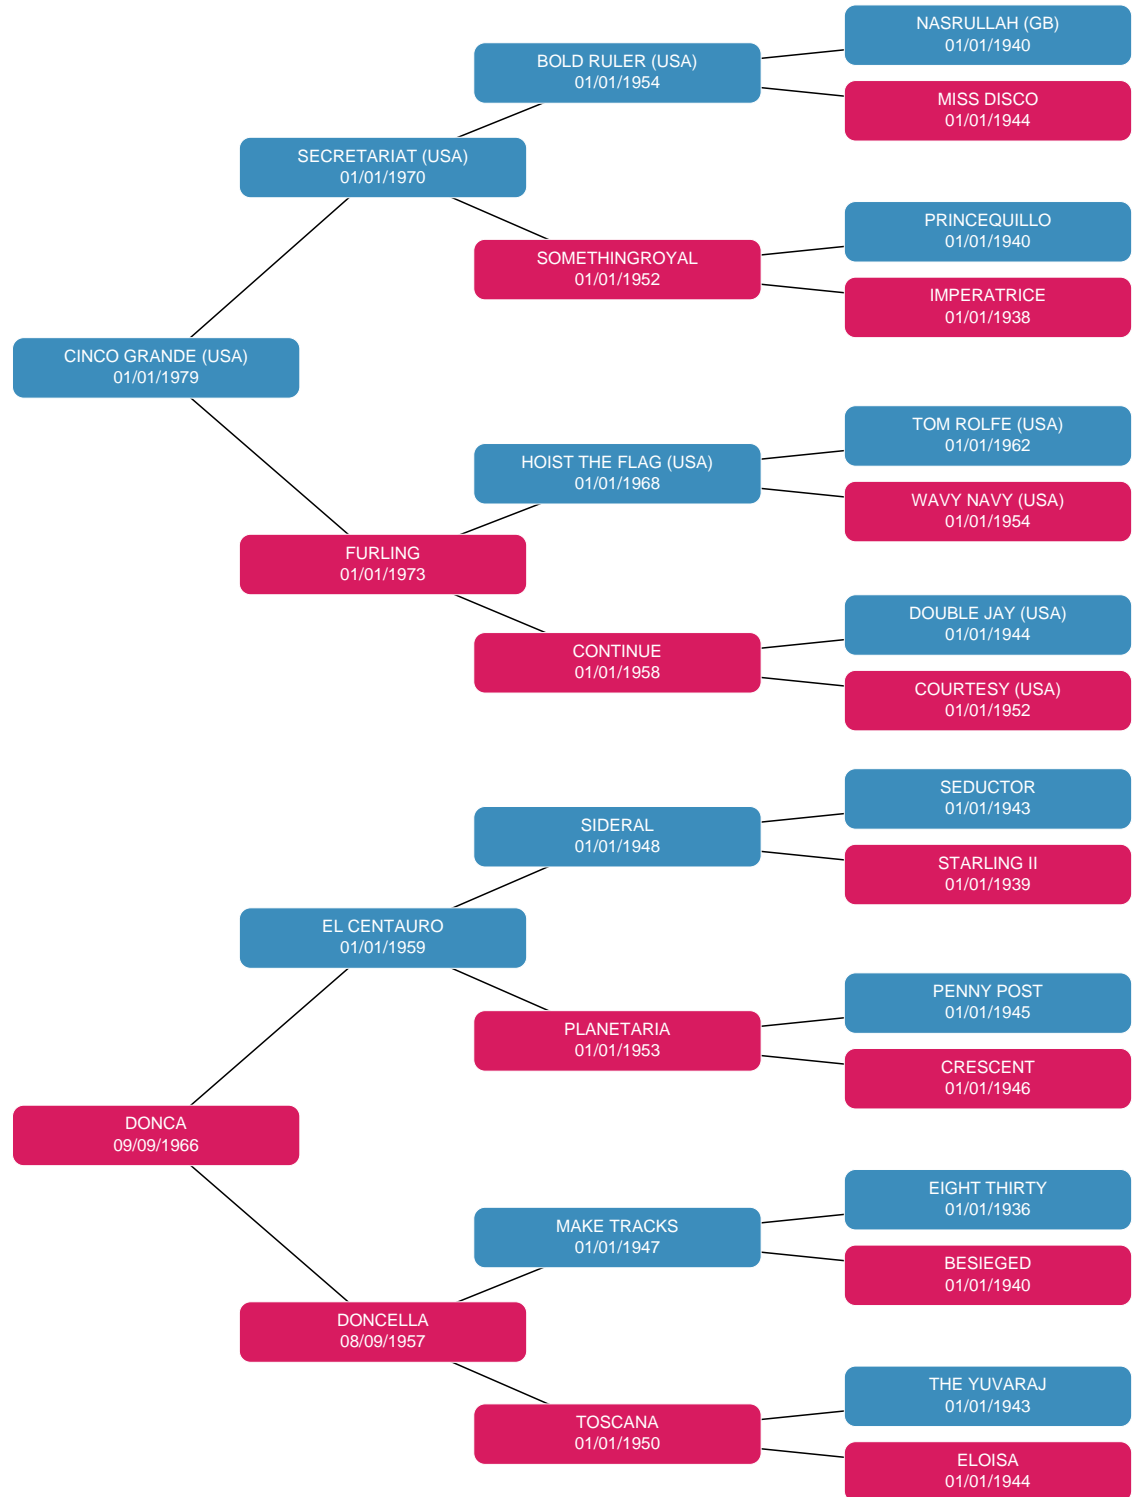 NASRULLAH (GB)
01/01/1940
BOLD RULER (USA)
01/01/1954
MISS DISCO
01/01/1944
SECRETARIAT (USA)
01/01/1970
PRINCEQUILLO
01/01/1940
SOMETHINGROYAL
01/01/1952
IMPERATRICE
01/01/1938
CINCO GRANDE (USA)
01/01/1979
TOM ROLFE (USA)
01/01/1962
HOIST THE FLAG (USA)
01/01/1968
WAVY NAVY (USA)
01/01/1954
FURLING
01/01/1973
DOUBLE JAY (USA)
01/01/1944
CONTINUE
01/01/1958
COURTESY (USA)
01/01/1952
SEDUCTOR
01/01/1943
SIDERAL
01/01/1948
STARLING II
01/01/1939
EL CENTAURO
01/01/1959
PENNY POST
01/01/1945
PLANETARIA
01/01/1953
CRESCENT
01/01/1946
DONCA
09/09/1966
EIGHT THIRTY
01/01/1936
MAKE TRACKS
01/01/1947
BESIEGED
01/01/1940
DONCELLA
08/09/1957
THE YUVARAJ
01/01/1943
TOSCANA
01/01/1950
ELOISA
01/01/1944